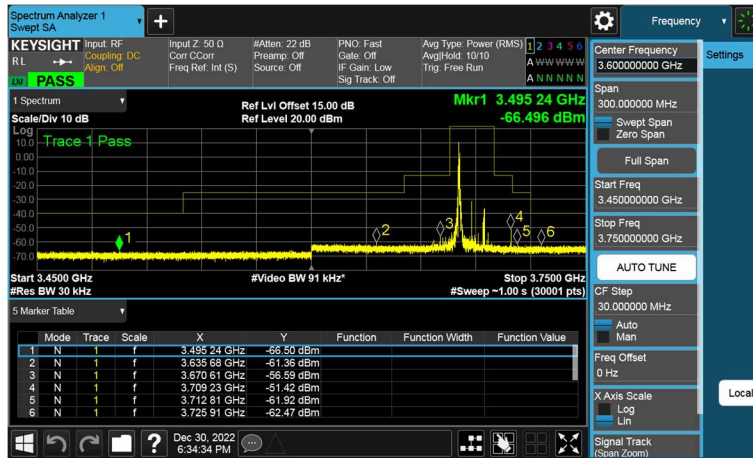 Spectrum Analyzer 1
Swept SA
Frequency
KEYSIGHT
RL
LXI
PASS
Input: RF
Coupling: DC
Align: Off
Input Z: 50 Ω
Corr CCorr
Freq Ref: Int (S)
#Atten: 22 dB
Preamp: Off
Source: Off
PNO: Fast
Gate: Off
IF Gain: Low
Sig Track: Off
Avg Type: Power (RMS)
Avg|Hold: 10/10
Trig: Free Run
1 2 3 4 5 6
A W W W W W
A N N N N N
1 Spectrum
Scale/Div 10 dB
Ref Lvl Offset 15.00 dB
Ref Level 20.00 dBm
Mkr1 3.495 24 GHz
-66.496 dBm
Log
Trace 1 Pass
10.0
0.00
-10.0
-20.0
-30.0
-40.0
-50.0
-60.0
-70.0
1
2
3
4
5
6
Start 3.4500 GHz
#Res BW 30 kHz
#Video BW 91 kHz*
Stop 3.7500 GHz
#Sweep ~1.00 s (30001 pts)
5 Marker Table
Mode Trace Scale X Y Function Function Width Function Value
1 N 1 f 3.495 24 GHz -66.50 dBm
2 N 1 f 3.635 68 GHz -61.36 dBm
3 N 1 f 3.670 61 GHz -56.59 dBm
4 N 1 f 3.709 23 GHz -51.42 dBm
5 N 1 f 3.712 81 GHz -61.92 dBm
6 N 1 f 3.725 91 GHz -62.47 dBm
Dec 30, 2022
6:34:34 PM
Center Frequency
3.600000000 GHz
Settings
Span
300.000000 MHz
Swept Span
Zero Span
Full Span
Start Freq
3.450000000 GHz
Stop Freq
3.750000000 GHz
AUTO TUNE
CF Step
30.000000 MHz
Auto
Man
Freq Offset
0 Hz
X Axis Scale
Log
Lin
Local
Signal Track
(Span Zoom)